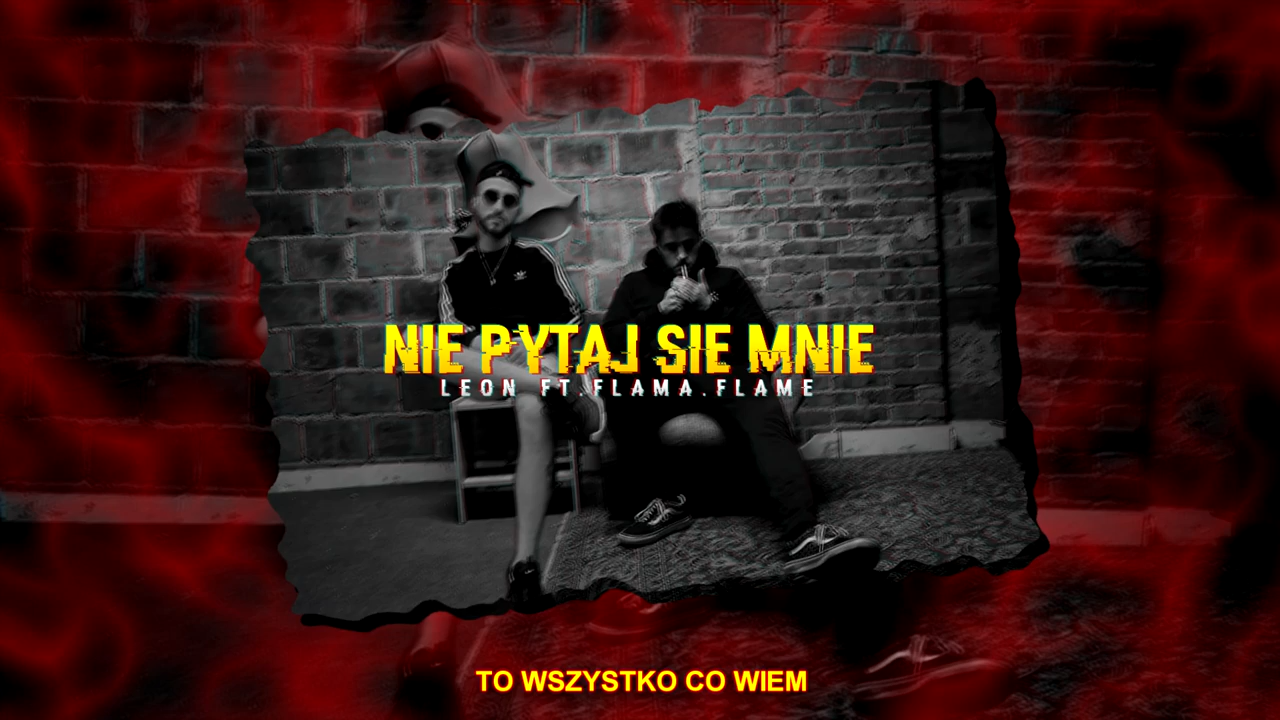 NIE PYTAJ SIE MNIE
LEON FT.FLAMA.FLAME
TO WSZYSTKO CO WIEM